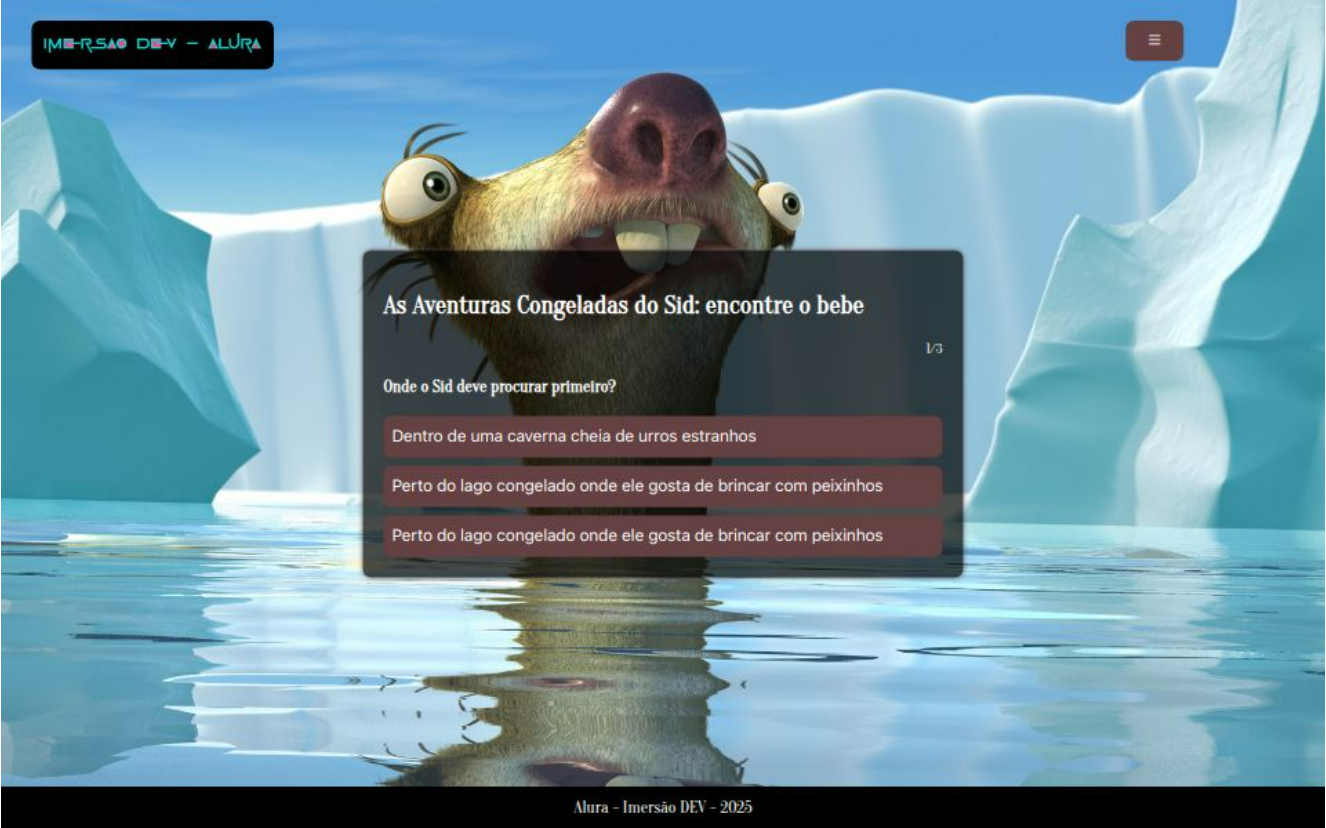 IMERSAO DEV - ALURA
☰
As Aventuras Congeladas do Sid: encontre o bebe
1/3
Onde o Sid deve procurar primeiro?
Dentro de uma caverna cheia de urros estranhos
Perto do lago congelado onde ele gosta de brincar com peixinhos
Perto do lago congelado onde ele gosta de brincar com peixinhos
Alura - Imersão DEV - 2025